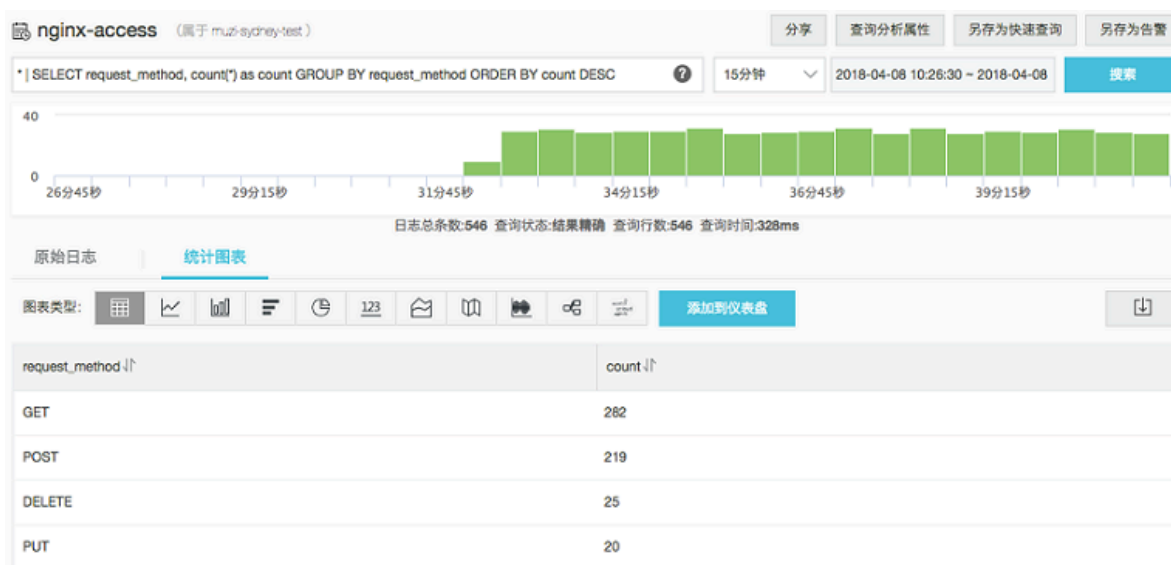 nginx-access （属于 muzi-sydney-test） 分享 查询分析属性 另存为快速查询 另存为告警
* | SELECT request_method, count(*) as count GROUP BY request_method ORDER BY count DESC ? 15分钟 2018-04-08 10:26:30 ~ 2018-04-08 搜索
40
0
26分45秒 29分15秒 31分45秒 34分15秒 36分45秒 39分15秒
日志总条数:546 查询状态:结果精确 查询行数:546 查询时间:328ms
原始日志 统计图表
图表类型: 123 添加到仪表盘
request_method count
GET 282
POST 219
DELETE 25
PUT 20